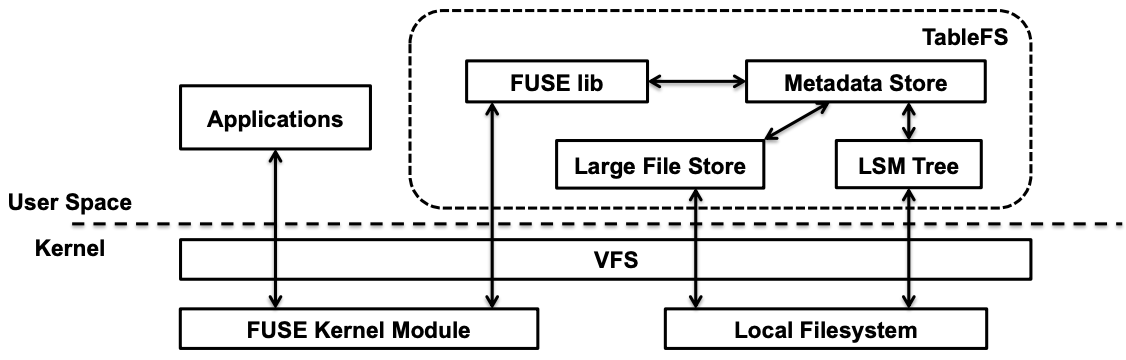 TableFS
FUSE lib
Metadata Store
Applications
Large File Store
LSM Tree
User Space
Kernel
VFS
FUSE Kernel Module
Local Filesystem